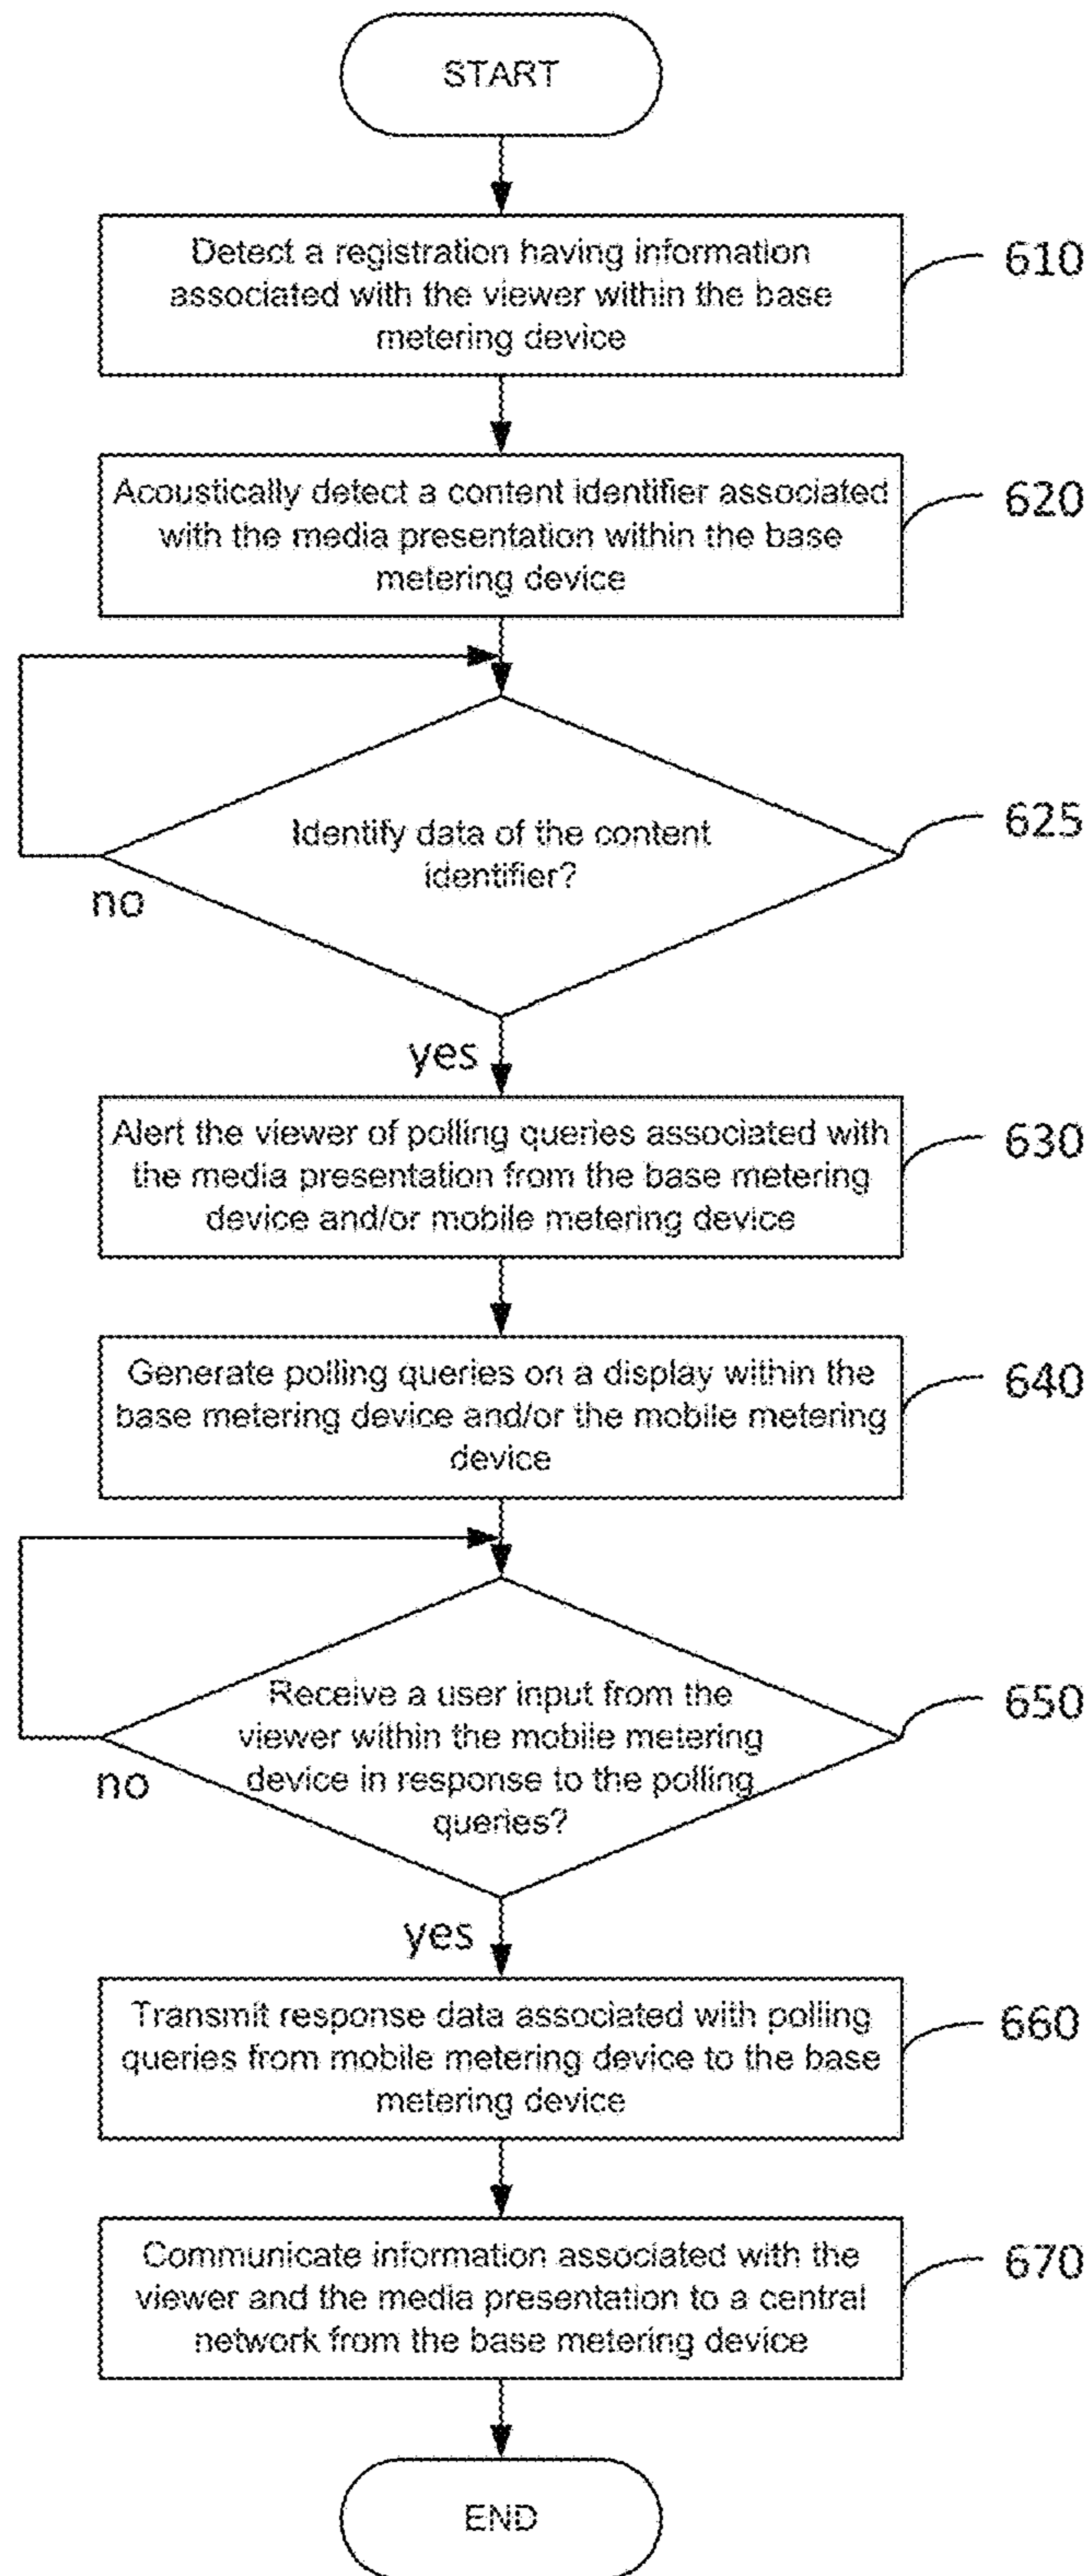 START
Detect a registration having information
associated with the viewer within the base
metering device
610
Acoustically detect a content identifier associated
with the media presentation within the base
metering device
620
Identify data of the content
identifier?
625
no
yes
Alert the viewer of polling queries associated with
the media presentation from the base metering
device and/or mobile metering device
630
Generate polling queries on a display within the
base metering device and/or the mobile metering
device
640
Receive a user input from the
viewer within the mobile metering
device in response to the polling
queries?
650
no
yes
Transmit response data associated with polling
queries from mobile metering device to the base
metering device
660
Communicate information associated with the
viewer and the media presentation to a central
network from the base metering device
670
END